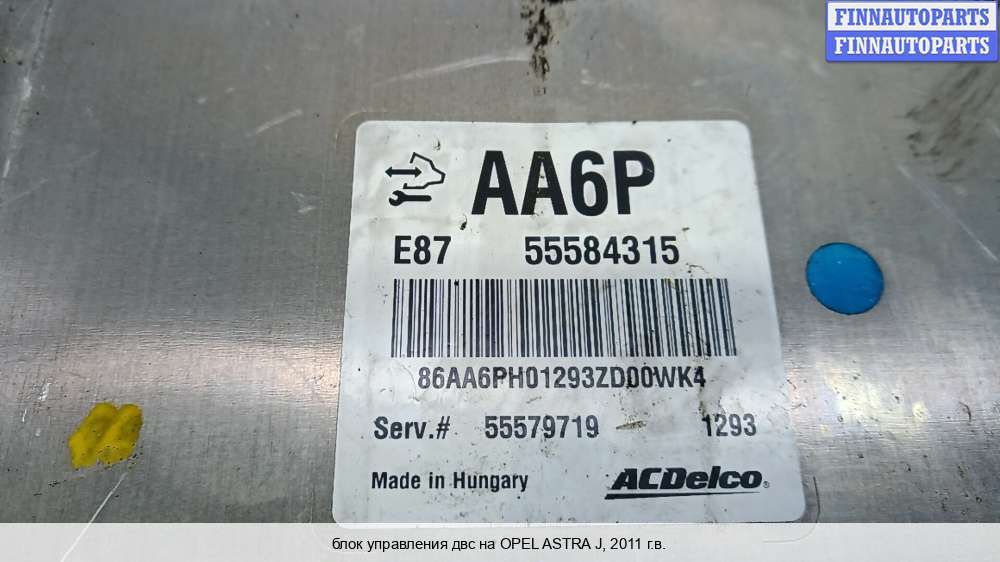 FINNAUTOPARTS
FINNAUTOPARTS
AA6P
E87 55584315
86AA6PH01293ZD00WK4
Serv.# 55579719 1293
Made in Hungary ACDelco®
блок управления двс на OPEL ASTRA J, 2011 г.в.